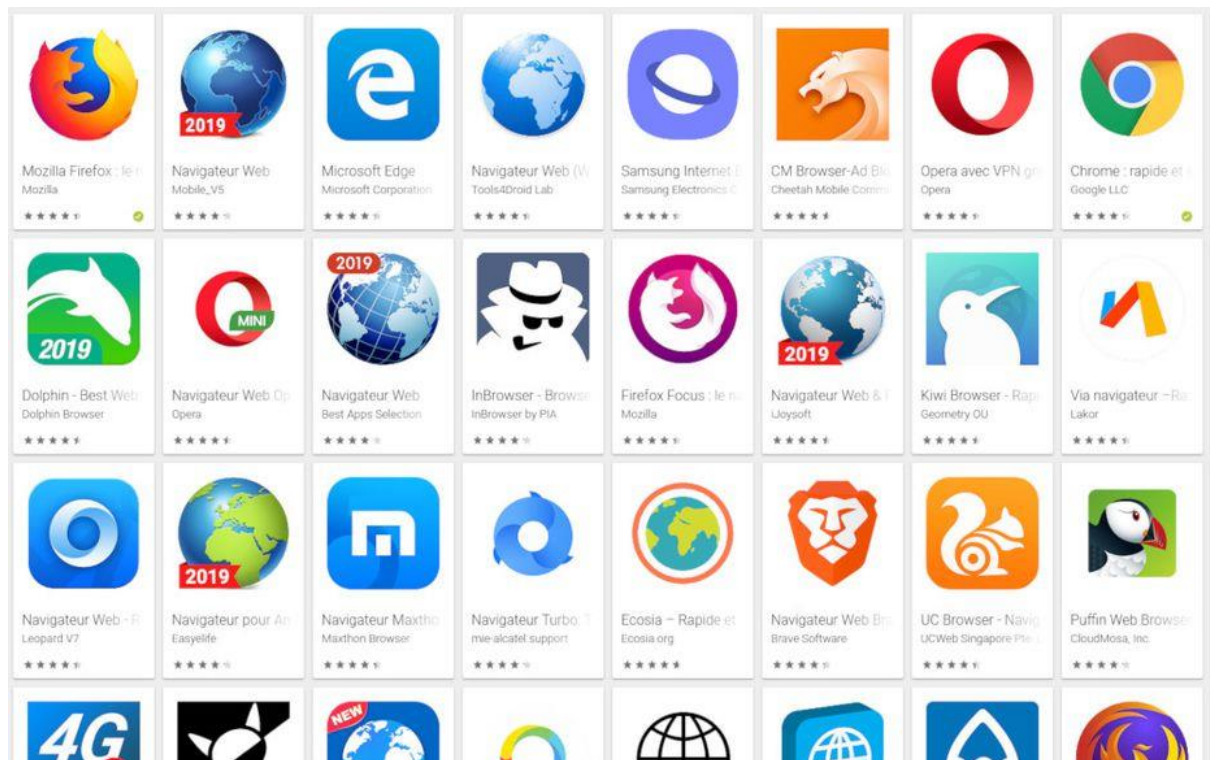 2019
Mozilla Firefox : le
Mozilla
Navigateur Web
Mobile_V5
Microsoft Edge
Microsoft Corporation
Navigateur Web (W
Tools4Droid Lab
Samsung Internet
Samsung Electronics C
CM Browser-Ad Blo
Cheetah Mobile Comm
Opera avec VPN gr
Opera
Chrome : rapide et
Google LLC
2019
MINI
2019
2019
Dolphin - Best Web
Dolphin Browser
Navigateur Web Op
Opera
Navigateur Web
Best Apps Selection
InBrowser - Browse
InBrowser by PIA
Firefox Focus : le
Mozilla
Navigateur Web &
iJoysoft
Kiwi Browser - Rap
Geometry OU
Via navigateur –Ra
Lakor
2019
Navigateur Web -
Leopard V7
Navigateur pour An
Easyelife
Navigateur Maxtho
Maxthon Browser
Navigateur Turbo:
mie-alcatel.support
Ecosia – Rapide et
Ecosia.org
Navigateur Web Br
Brave Software
UC Browser - Navig
UCWeb Singapore Pte.
Puffin Web Browser
CloudMosa, Inc.
4G
NEW